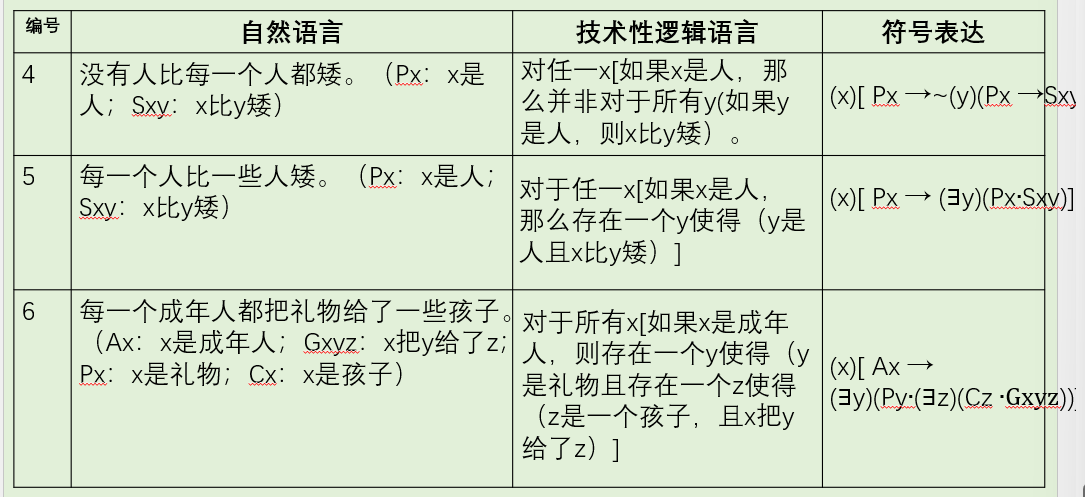 编号 自然语言 技术性逻辑语言 符号表达
4
没有人比每一个人都矮。（Px：x是
人；Sxy：x比y矮）
对任一x[如果x是人，那
么并非对于所有y(如果y
是人，则x比y矮）。
(x)[ Px →~(y)(Px →Sxy
5
每一个人比一些人矮。（Px：x是人；
Sxy：x比y矮）
对于任一x[如果x是人，
那么存在一个y使得（y是
人且x比y矮）]
(x)[ Px → (∃y)(Px·Sxy)]
6
每一个成年人都把礼物给了一些孩子。
（Ax：x是成年人；Gxyz：x把y给了z；
Px：x是礼物；Cx：x是孩子）
对于所有x[如果x是成年
人，则存在一个y使得（y
是礼物且存在一个z使得
（z是一个孩子，且x把y
给了z）]
(x)[ Ax →
(∃y)(Py·(∃z)(Cz ·Gxyz))]